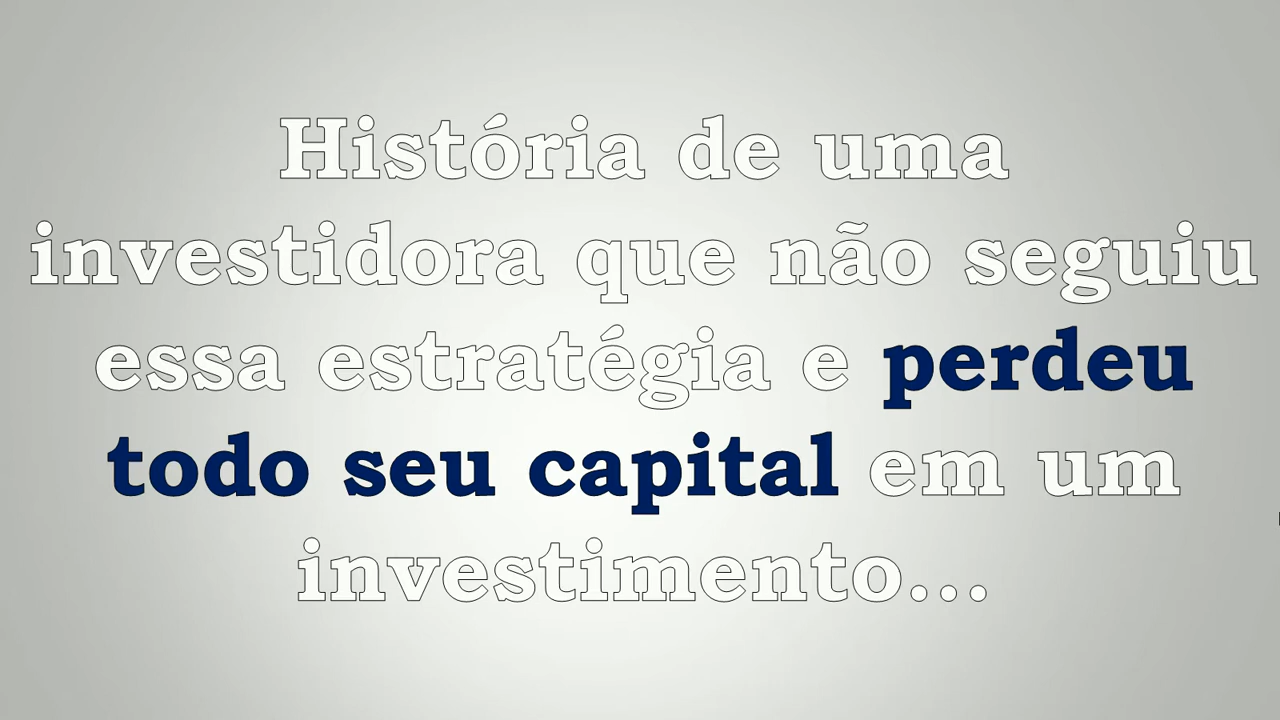 História de uma
investidora que não seguiu
essa estratégia e perdeu
todo seu capital em um
investimento...